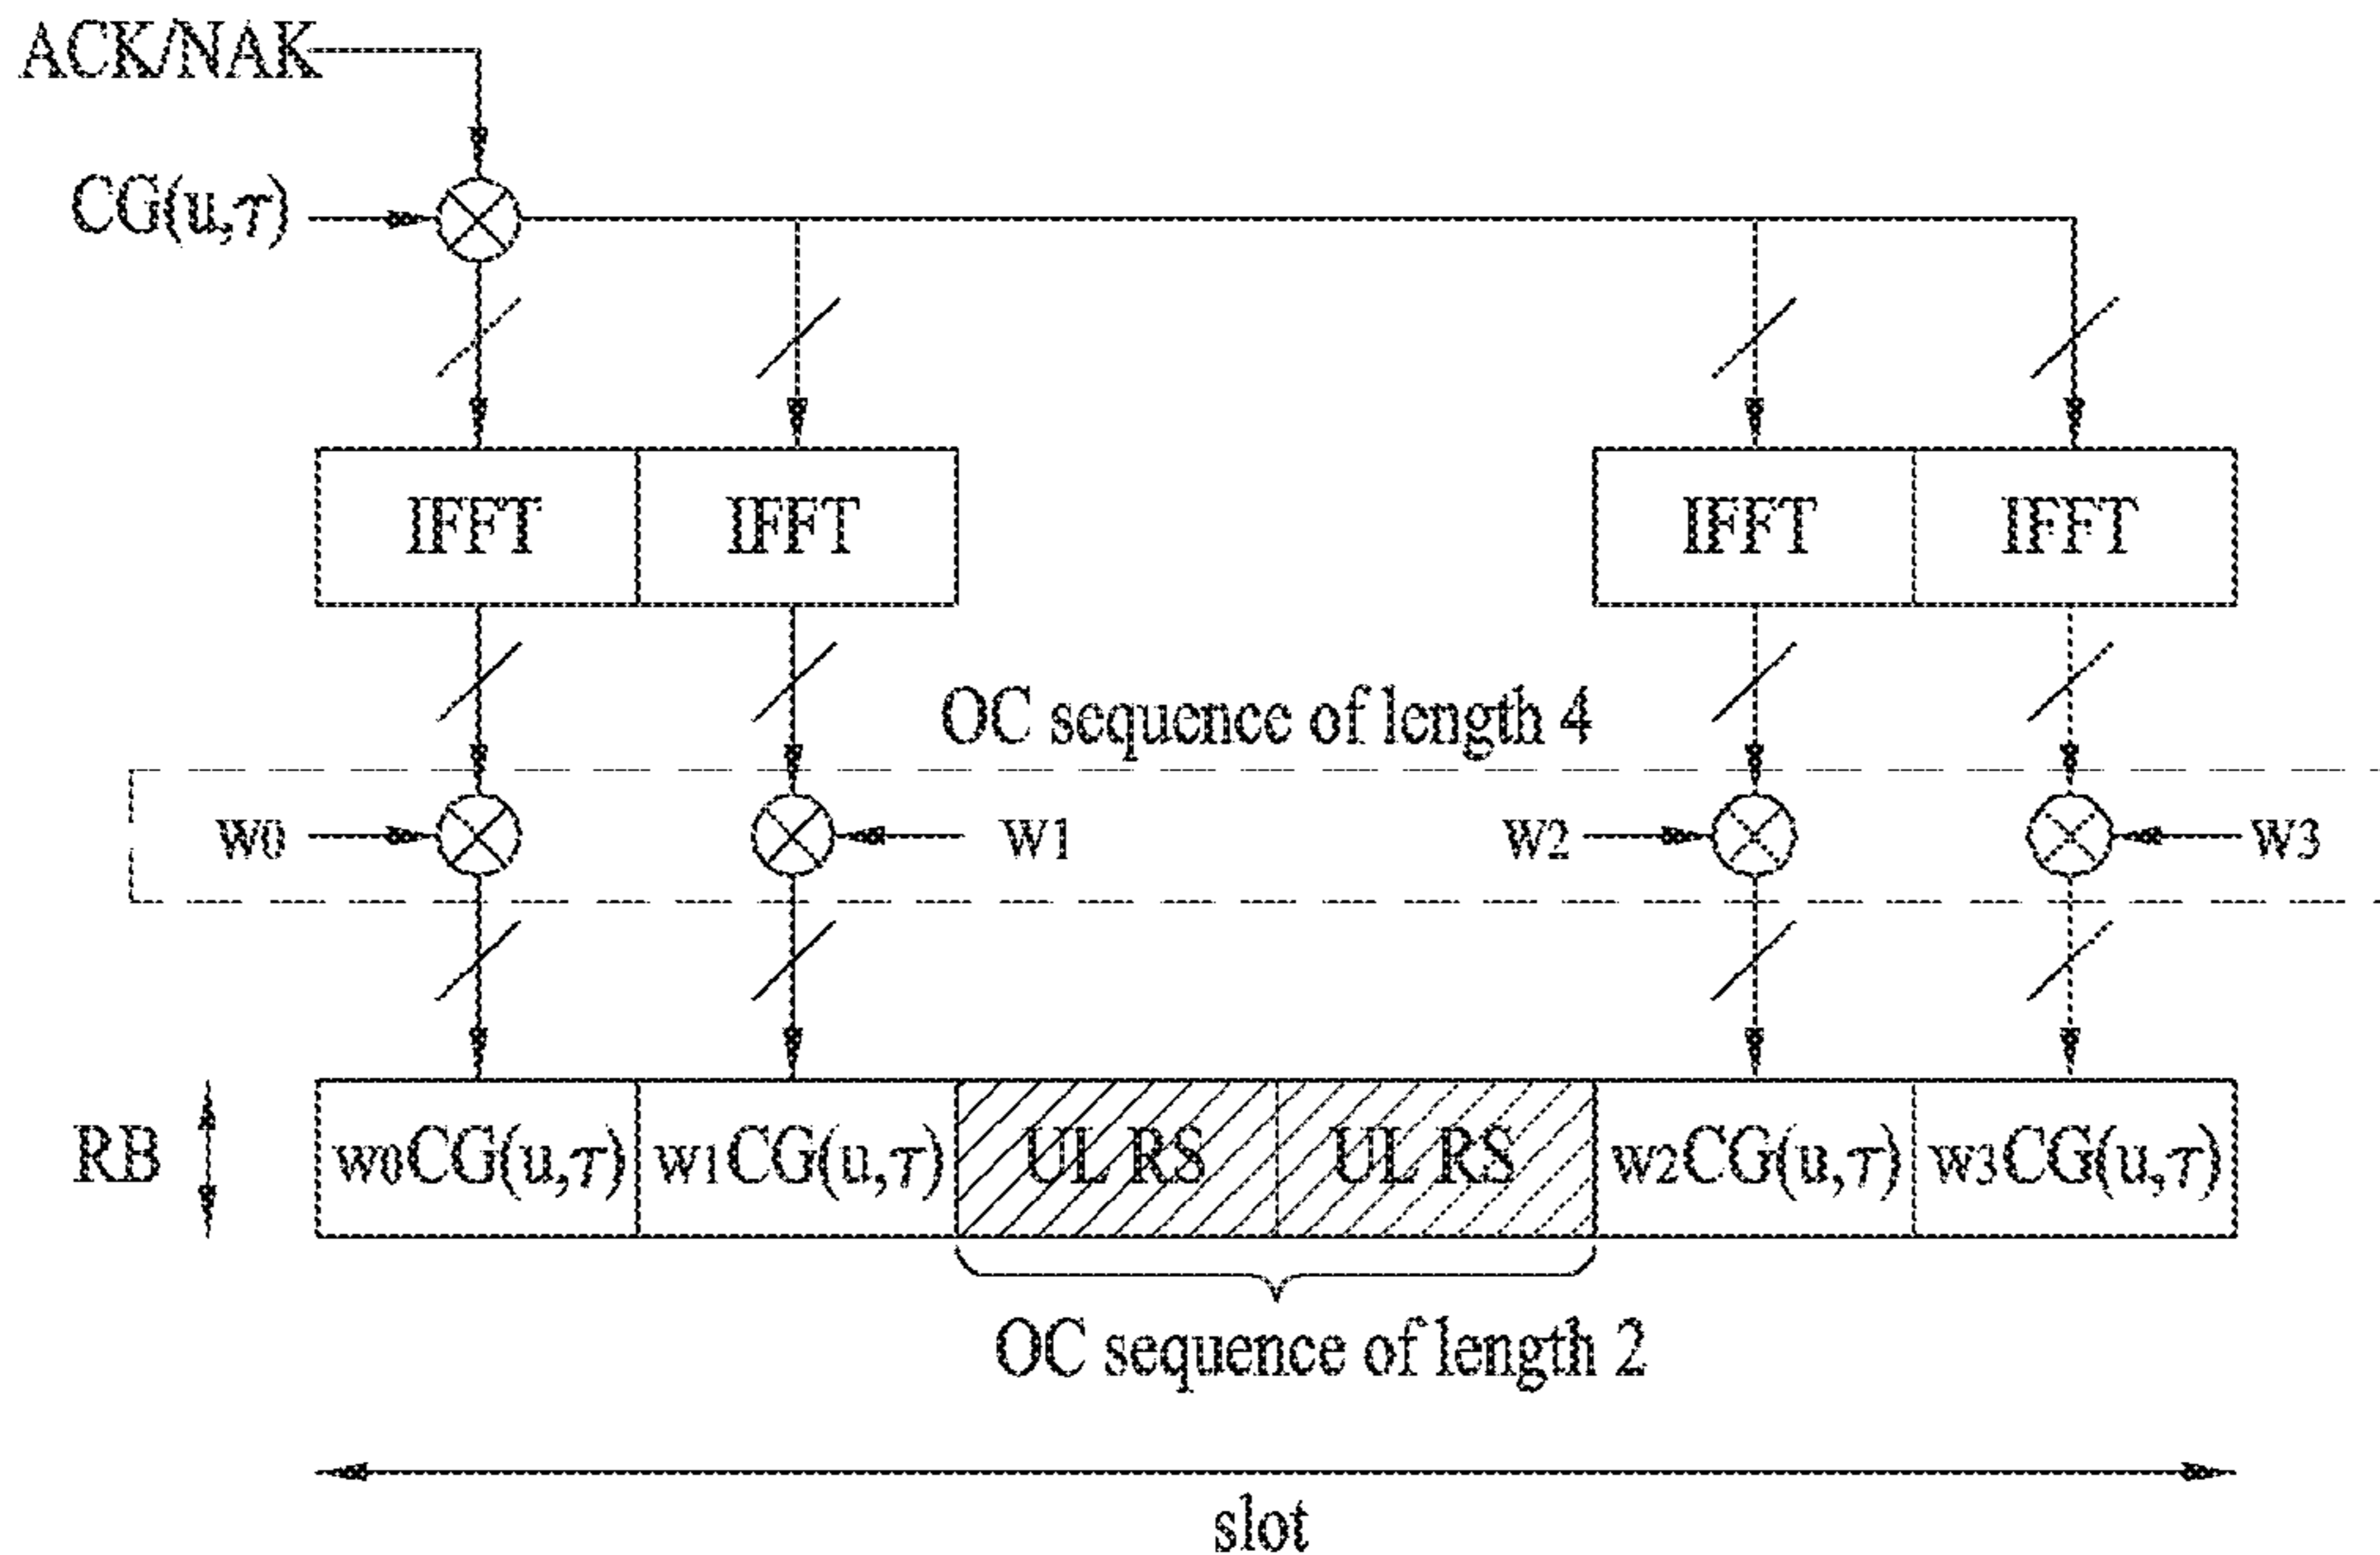 ACK/NAK
CG(u,τ)
IFFT IFFT IFFT IFFT
OC sequence of length 4
w0 w1 w2 w3
RB w0CG(u,τ) w1CG(u,τ) UL RS UL RS w2CG(u,τ) w3CG(u,τ)
OC sequence of length 2
slot